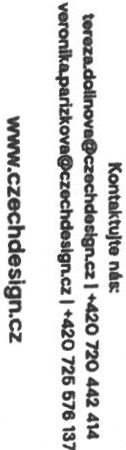 Kontaktujte nás:
tereza.dolinova@czechdesign.cz | +420 720 442 414
veronika.parizkova@czechdesign.cz | +420 725 576 137
www.czechdesign.cz